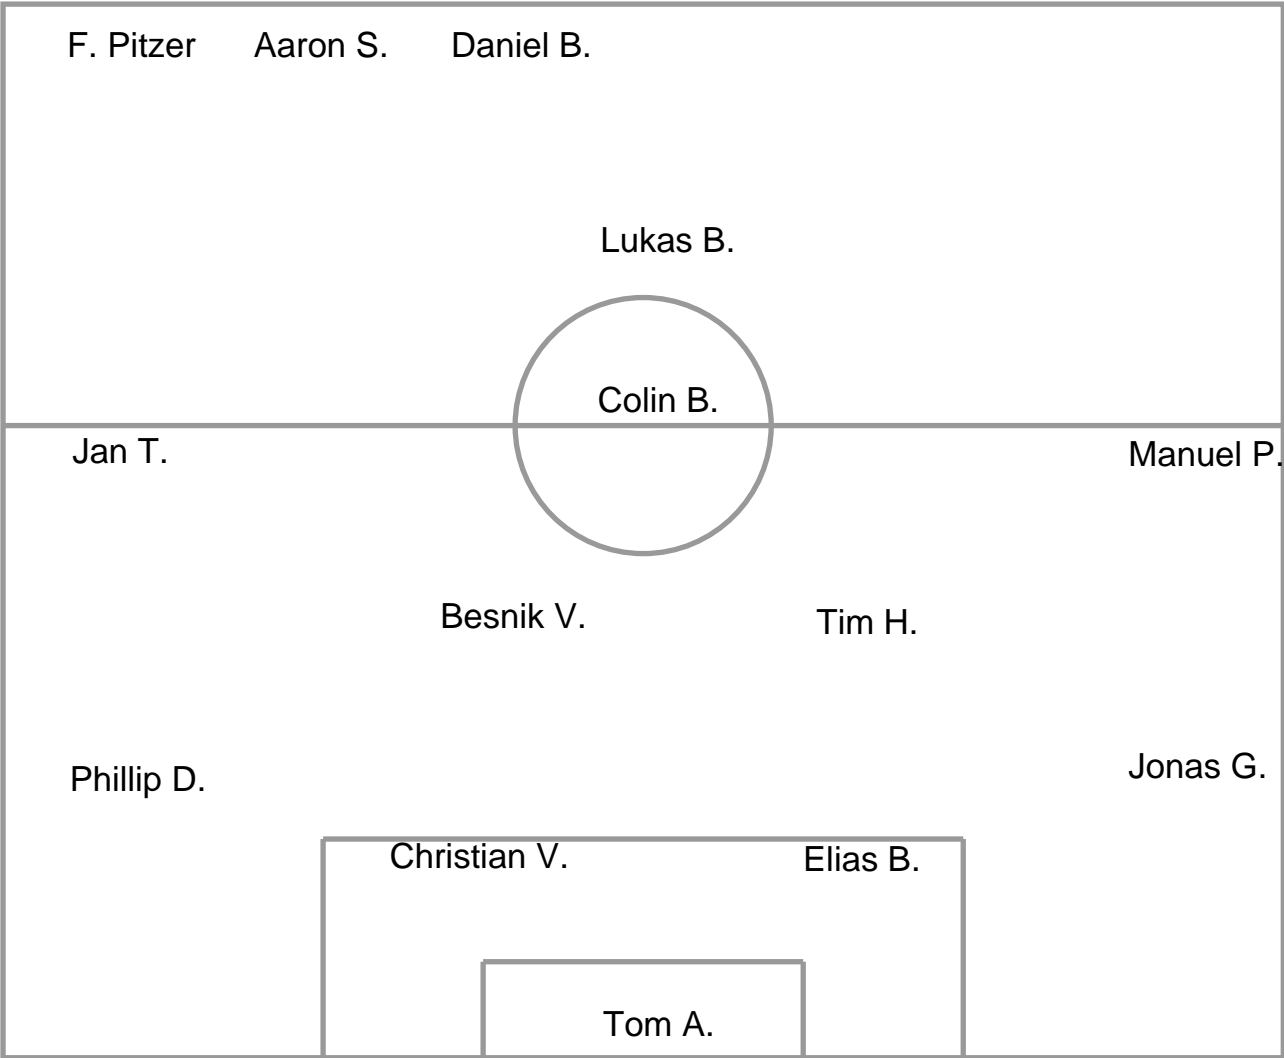 F. Pitzer Aaron S. Daniel B.
Lukas B.
Colin B.
Jan T. Manuel P.
Besnik V. Tim H.
Phillip D. Jonas G.
Christian V. Elias B.
Tom A.